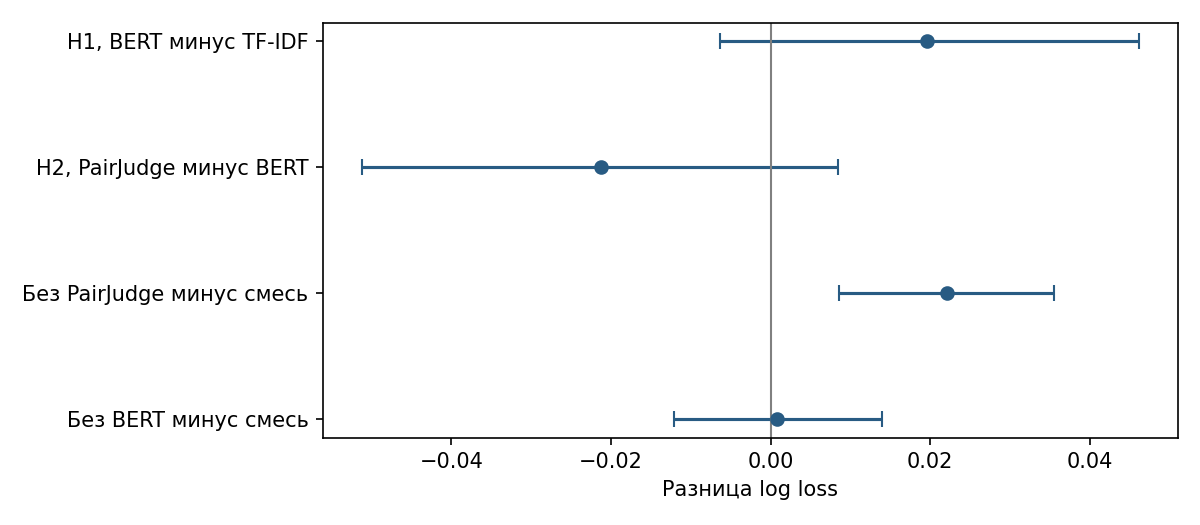 H1, BERT минус TF-IDF
H2, PairJudge минус BERT
Без PairJudge минус смесь
Без BERT минус смесь
−0.04 −0.02 0.00 0.02 0.04
Разница log loss